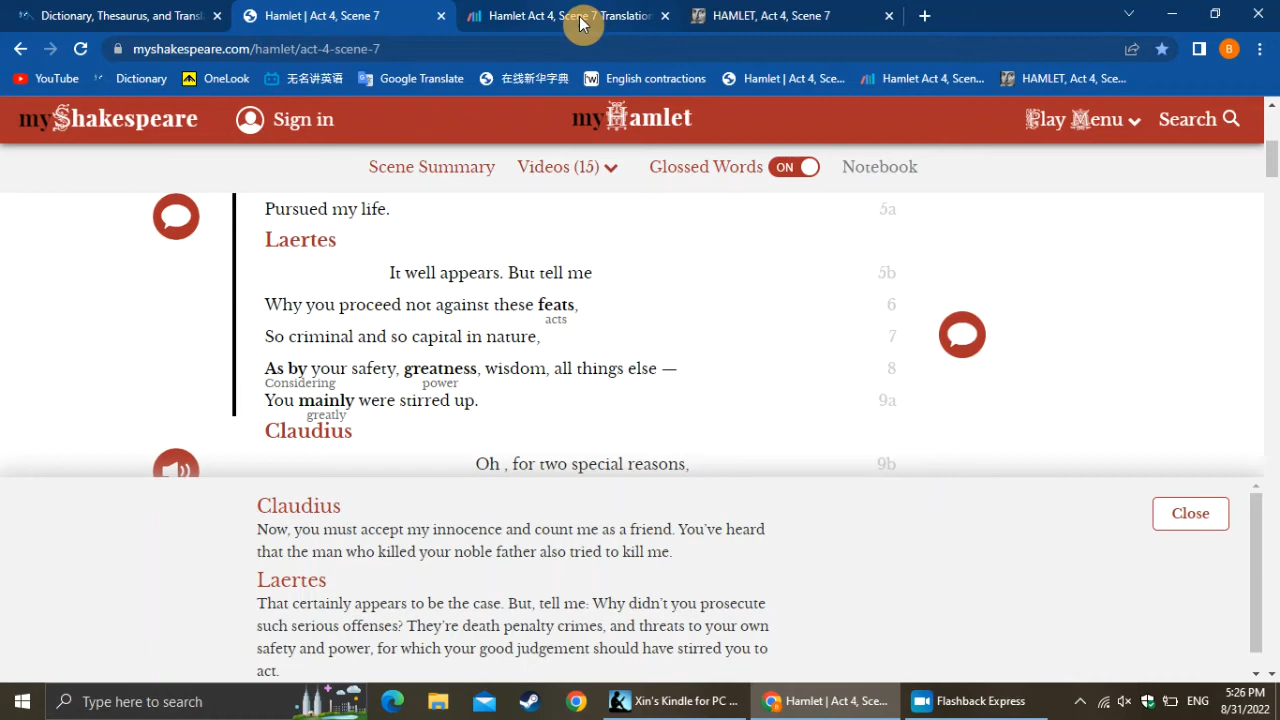 Dictionary, Thesaurus, and Transl
Hamlet | Act 4, Scene 7
Hamlet Act 4, Scene 7 Translation
HAMLET, Act 4, Scene 7
myshakespeare.com/hamlet/act-4-scene-7
B
YouTube
Dictionary
OneLook
无名讲英语
Google Translate
在线新华字典
English contractions
Hamlet | Act 4, Sce...
Hamlet Act 4, Scen...
HAMLET, Act 4, Sce...
myShakespeare
Sign in
myHamlet
Play Menu
Search
Scene Summary
Videos (15)
Glossed Words
ON
Notebook
Pursued my life. 5a
Laertes
It well appears. But tell me 5b
Why you proceed not against these feats, 6
acts
So criminal and so capital in nature, 7
As by your safety, greatness, wisdom, all things else — 8
Considering power
You mainly were stirred up. 9a
greatly
Claudius
Oh , for two special reasons, 9b
Claudius
Close
Now, you must accept my innocence and count me as a friend. You've heard
that the man who killed your noble father also tried to kill me.
Laertes
That certainly appears to be the case. But, tell me: Why didn't you prosecute
such serious offenses? They're death penalty crimes, and threats to your own
safety and power, for which your good judgement should have stirred you to
act.
Type here to search
Xin's Kindle for PC ...
Hamlet | Act 4, Sce...
Flashback Express
ENG
5:26 PM
8/31/2022